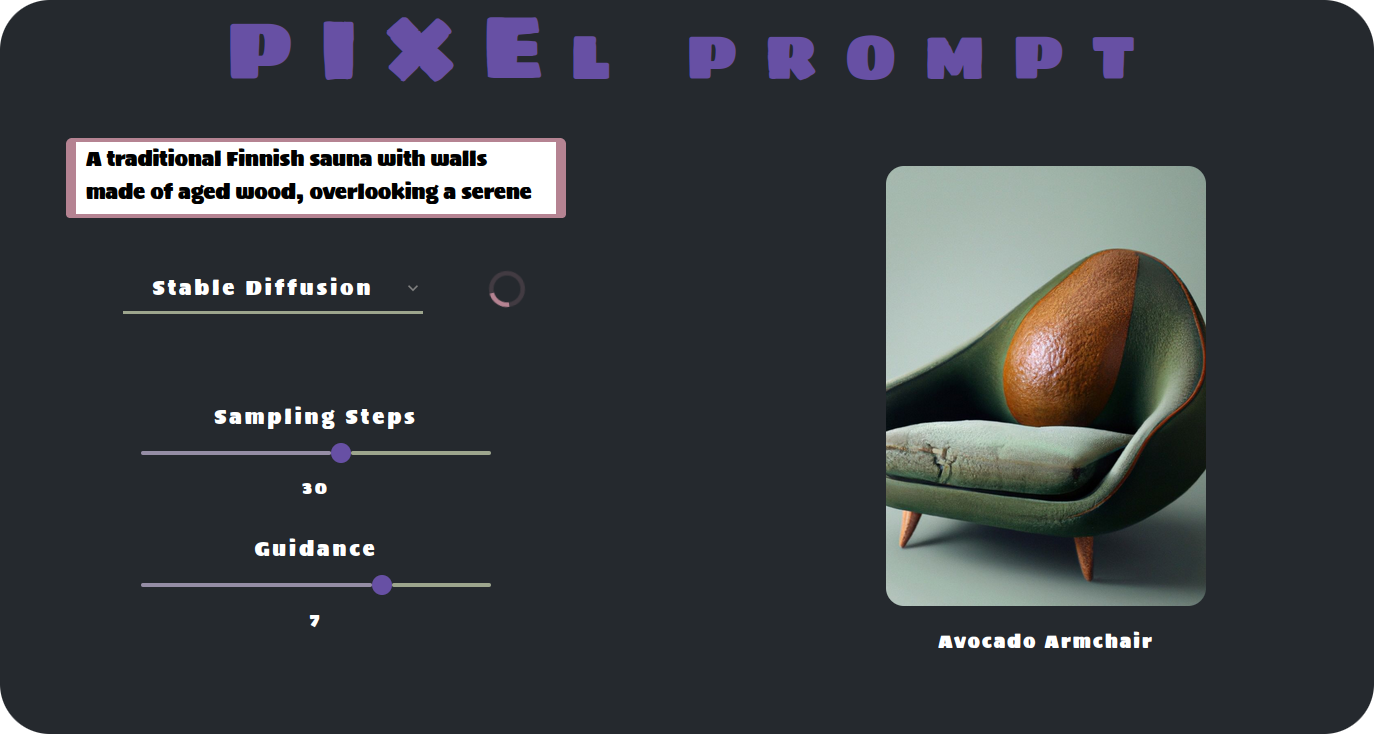 PIXEL PROMPT
A traditional Finnish sauna with walls
made of aged wood, overlooking a serene
Stable Diffusion
Sampling Steps
30
Guidance
7
Avocado Armchair